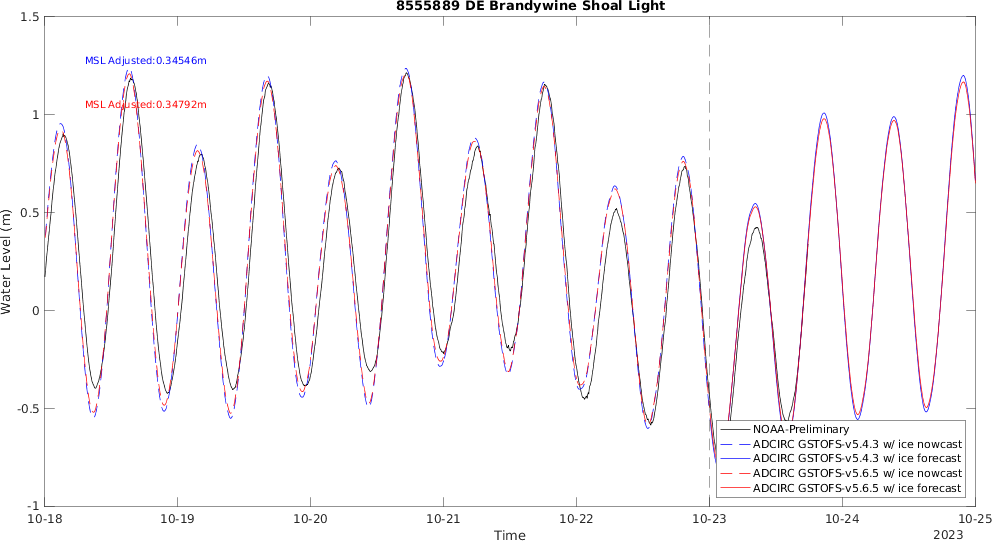 8555889 DE Brandywine Shoal Light
1.5
MSL Adjusted:0.34546m
MSL Adjusted:0.34792m
1
0.5
0
-0.5
-1
Water Level (m)
NOAA-Preliminary
ADCIRC GSTOFS-v5.4.3 w/ ice nowcast
ADCIRC GSTOFS-v5.4.3 w/ ice forecast
ADCIRC GSTOFS-v5.6.5 w/ ice nowcast
ADCIRC GSTOFS-v5.6.5 w/ ice forecast
10-18 10-19 10-20 10-21 10-22 10-23 10-24 10-25
Time
2023